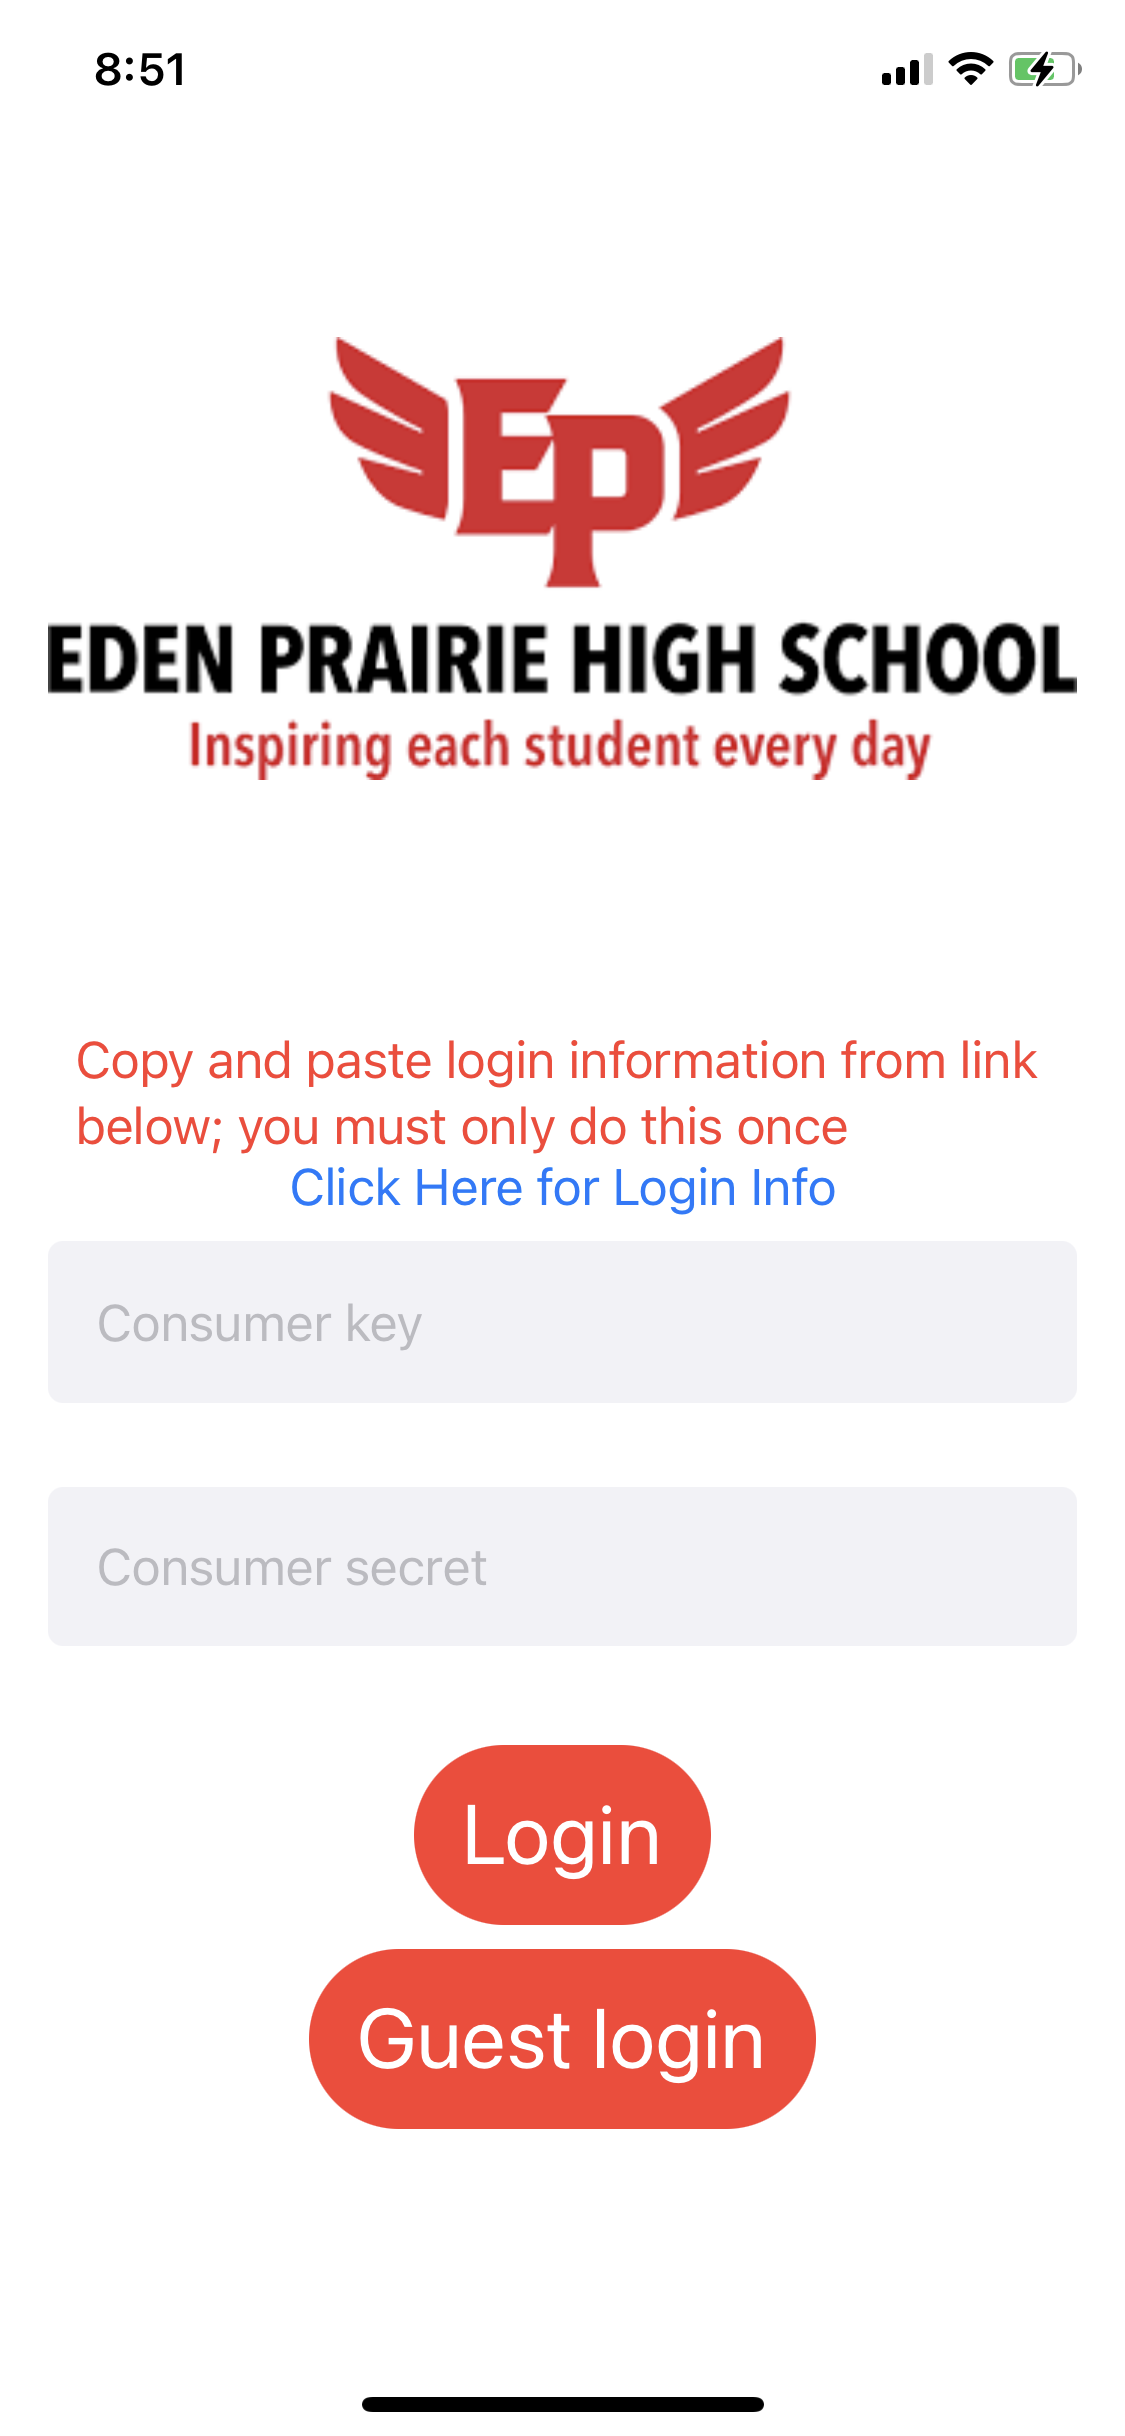 8:51
EP
EDEN PRAIRIE HIGH SCHOOL
Inspiring each student every day
Copy and paste login information from link
below; you must only do this once
Click Here for Login Info
Consumer key
Consumer secret
Login
Guest login